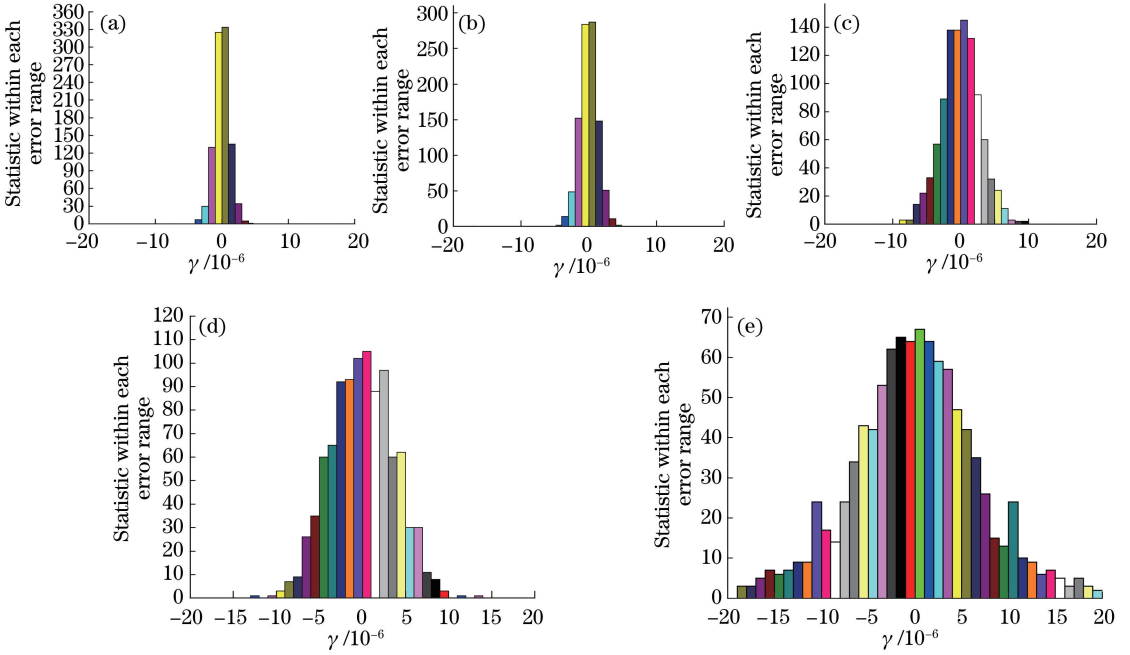 (a)
Statistic within each
error range
360
330
300
270
240
210
180
150
120
90
60
30
0
−20 −10 0 10 20
γ /10⁻⁶
(b)
Statistic within each
error range
300
250
200
150
100
50
0
−20 −10 0 10 20
γ /10⁻⁶
(c)
Statistic within each
error range
140
120
100
80
60
40
20
0
−20 −10 0 10 20
γ /10⁻⁶
(d)
Statistic within each
error range
120
110
100
90
80
70
60
50
40
30
20
10
0
−20 −15 −10 −5 0 5 10 15 20
γ /10⁻⁶
(e)
Statistic within each
error range
70
60
50
40
30
20
10
0
−20 −15 −10 −5 0 5 10 15 20
γ /10⁻⁶